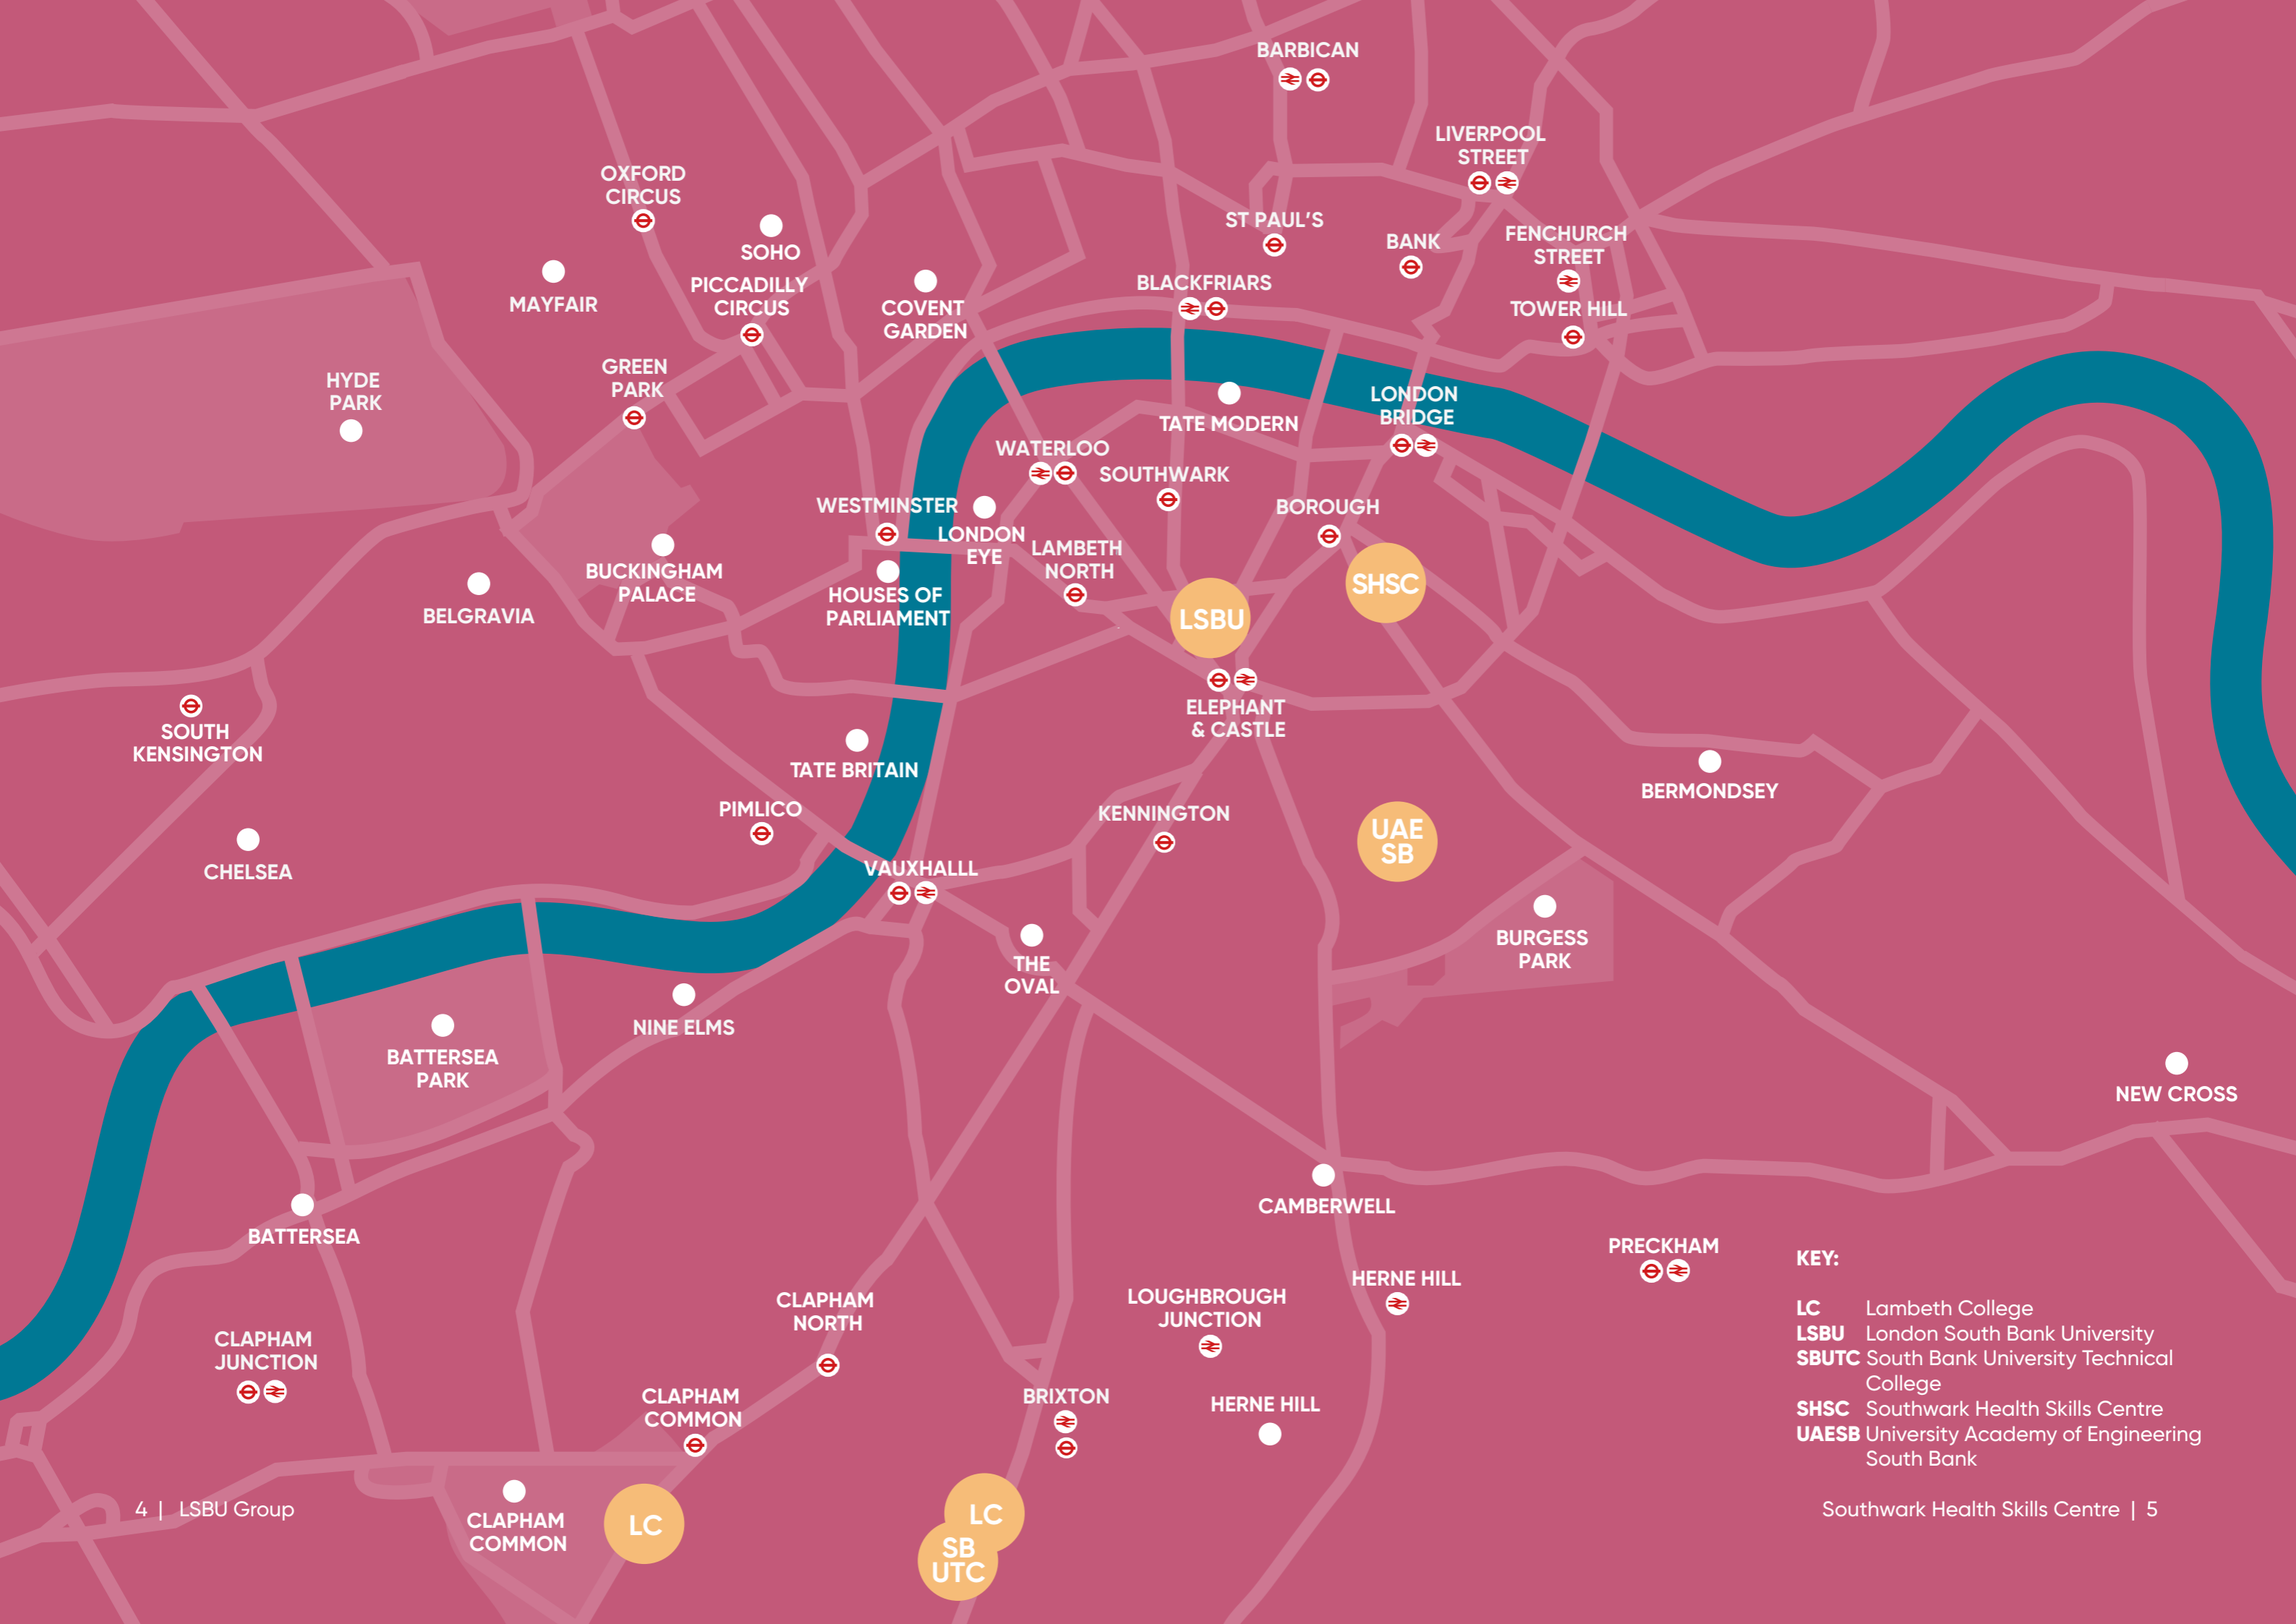 BARBICAN
LIVERPOOL
STREET
OXFORD
CIRCUS
ST PAUL'S
BANK
FENCHURCH
STREET
SOHO
MAYFAIR
PICCADILLY
CIRCUS
COVENT
GARDEN
BLACKFRIARS
TOWER HILL
GREEN
PARK
HYDE
PARK
TATE MODERN
LONDON
BRIDGE
WATERLOO
SOUTHWARK
WESTMINSTER
BOROUGH
LONDON
EYE
LAMBETH
NORTH
BUCKINGHAM
PALACE
BELGRAVIA
HOUSES OF
PARLIAMENT
LSBU
SHSC
SOUTH
KENSINGTON
ELEPHANT
& CASTLE
TATE BRITAIN
BERMONDSEY
PIMLICO
KENNINGTON
UAE
SB
CHELSEA
VAUXHALLL
BURGESS
PARK
THE
OVAL
NINE ELMS
BATTERSEA
PARK
NEW CROSS
CAMBERWELL
BATTERSEA
PRECKHAM
HERNE HILL
CLAPHAM
NORTH
LOUGHBROUGH
JUNCTION
CLAPHAM
JUNCTION
CLAPHAM
COMMON
BRIXTON
HERNE HILL
CLAPHAM
COMMON
LC
LC
SB
UTC
KEY:
LC Lambeth College
LSBU London South Bank University
SBUTC South Bank University Technical
College
SHSC Southwark Health Skills Centre
UAESB University Academy of Engineering
South Bank
4 | LSBU Group
Southwark Health Skills Centre | 5